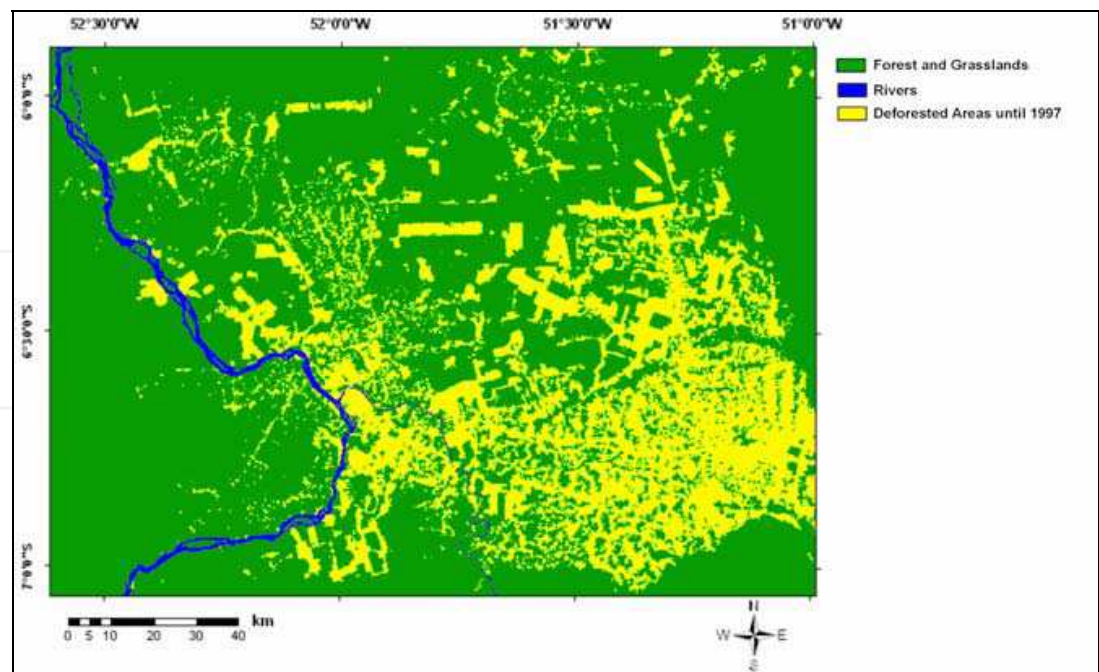 52°30'0"W 52°0'0"W 51°30'0"W 51°0'0"W
6°0'0"S
6°30'0"S
7°0'0"S
Forest and Grasslands
Rivers
Deforested Areas until 1997
km
0 5 10 20 30 40
N
W E
S